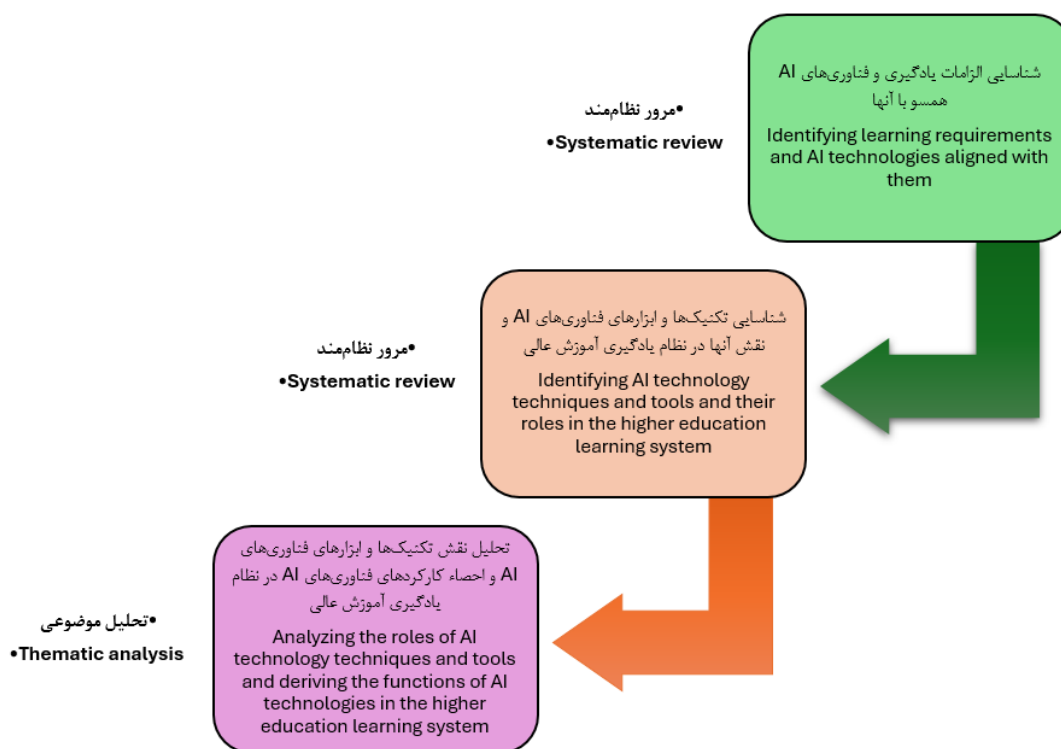 شناسایی الزامات یادگیری و فناوری‌های AI
همسو با آنها
Identifying learning requirements
and AI technologies aligned with
them
•مرور نظام‌مند
•Systematic review
شناسایی تکنیک‌ها و ابزارهای فناوری‌های AI و
نقش آنها در نظام یادگیری آموزش عالی
Identifying AI technology
techniques and tools and their
roles in the higher education
learning system
•مرور نظام‌مند
•Systematic review
تحلیل نقش تکنیک‌ها و ابزارهای فناوری‌های
AI و احصاء کارکردهای فناوری‌های AI در نظام
یادگیری آموزش عالی
Analyzing the roles of AI
technology techniques and tools
and deriving the functions of AI
technologies in the higher
education learning system
•تحلیل موضوعی
•Thematic analysis